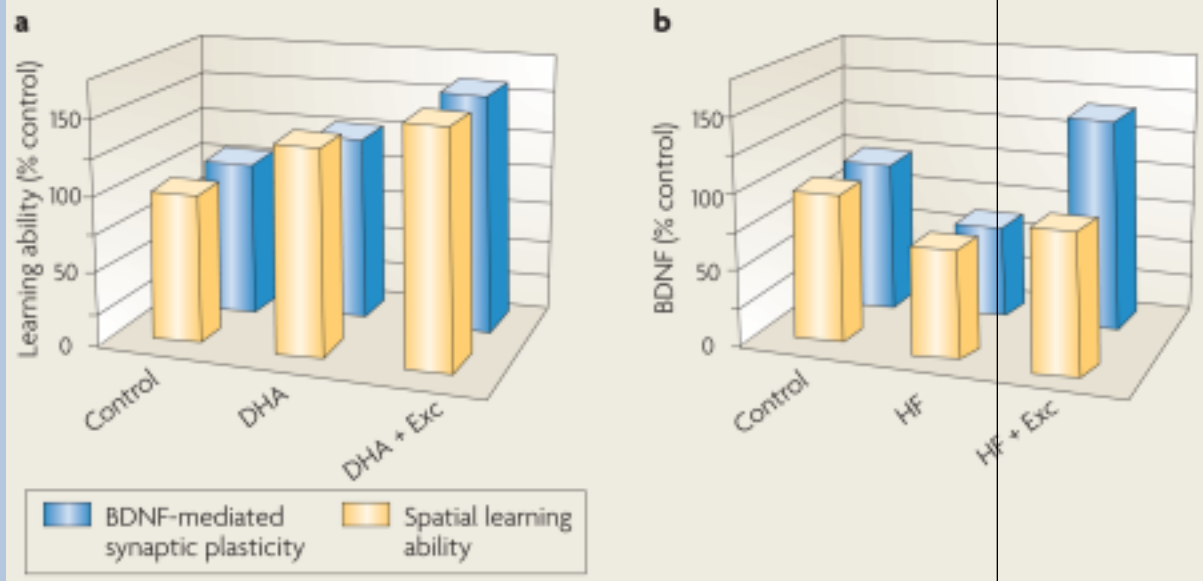 a
Learning ability (% control)
150
100
50
0
Control
DHA
DHA + Exc
b
BDNF (% control)
150
100
50
0
Control
HF
HF + Exc
BDNF-mediated
synaptic plasticity
Spatial learning
ability